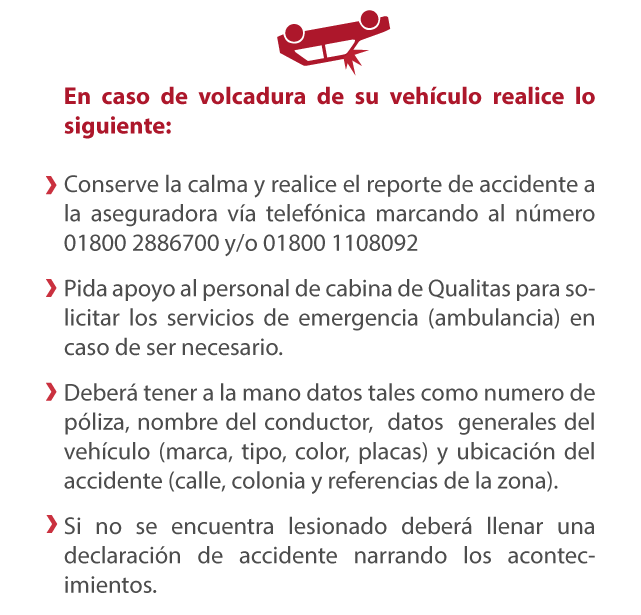 En caso de volcadura de su vehículo realice lo
siguiente:
Conserve la calma y realice el reporte de accidente a
la aseguradora vía telefónica marcando al número
01800 2886700 y/o 01800 1108092
Pida apoyo al personal de cabina de Qualitas para so-
licitar los servicios de emergencia (ambulancia) en
caso de ser necesario.
Deberá tener a la mano datos tales como numero de
póliza, nombre del conductor,  datos  generales del
vehículo (marca, tipo, color, placas) y ubicación del
accidente (calle, colonia y referencias de la zona).
Si no se encuentra lesionado deberá llenar una
declaración de accidente narrando los acontec-
imientos.